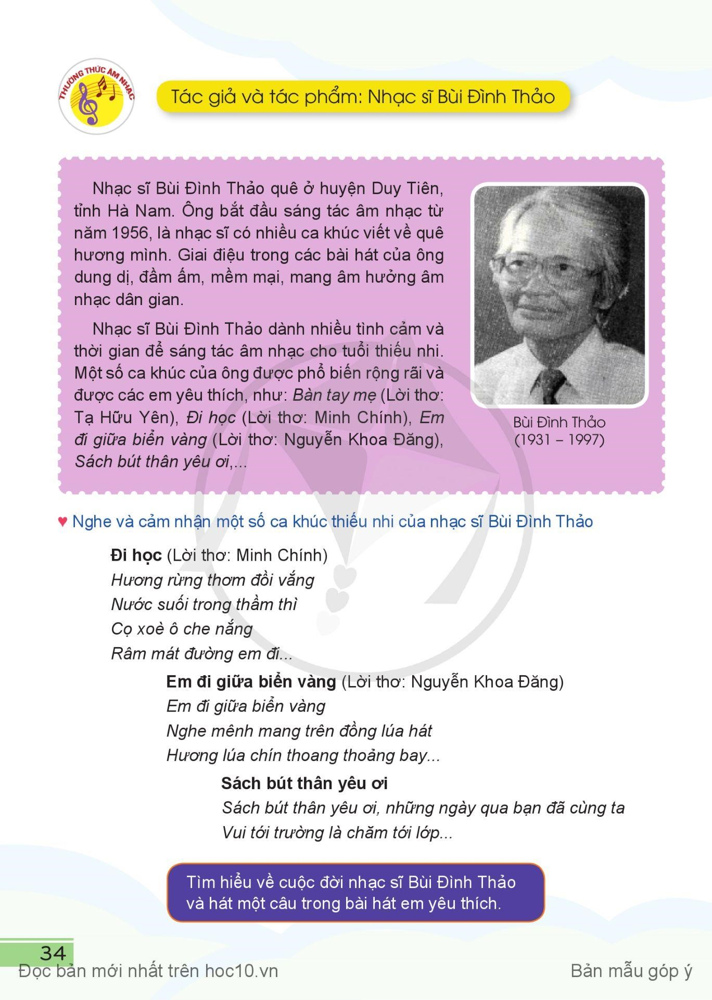 THƯỜNG THỨC ÂM NHẠC
Tác giả và tác phẩm: Nhạc sĩ Bùi Đình Thảo
Nhạc sĩ Bùi Đình Thảo quê ở huyện Duy Tiên,
tỉnh Hà Nam. Ông bắt đầu sáng tác âm nhạc từ
năm 1956, là nhạc sĩ có nhiều ca khúc viết về quê
hương mình. Giai điệu trong các bài hát của ông
dung dị, đầm ấm, mềm mại, mang âm hưởng âm
nhạc dân gian.
Nhạc sĩ Bùi Đình Thảo dành nhiều tình cảm và
thời gian để sáng tác âm nhạc cho tuổi thiếu nhi.
Một số ca khúc của ông được phổ biến rộng rãi và
được các em yêu thích, như: Bàn tay mẹ (Lời thơ:
Tạ Hữu Yên), Đi học (Lời thơ: Minh Chính), Em
đi giữa biển vàng (Lời thơ: Nguyễn Khoa Đăng),
Sách bút thân yêu ơi,...
Bùi Đình Thảo
(1931 – 1997)
♥ Nghe và cảm nhận một số ca khúc thiếu nhi của nhạc sĩ Bùi Đình Thảo
Đi học (Lời thơ: Minh Chính)
Hương rừng thơm đồi vắng
Nước suối trong thầm thì
Cọ xoè ô che nắng
Râm mát đường em đi...
Em đi giữa biển vàng (Lời thơ: Nguyễn Khoa Đăng)
Em đi giữa biển vàng
Nghe mênh mang trên đồng lúa hát
Hương lúa chín thoang thoảng bay...
Sách bút thân yêu ơi
Sách bút thân yêu ơi, những ngày qua bạn đã cùng ta
Vui tới trường là chăm tới lớp...
Tìm hiểu về cuộc đời nhạc sĩ Bùi Đình Thảo
và hát một câu trong bài hát em yêu thích.
34
Đọc bản mới nhất trên hoc10.vn
Bản mẫu góp ý